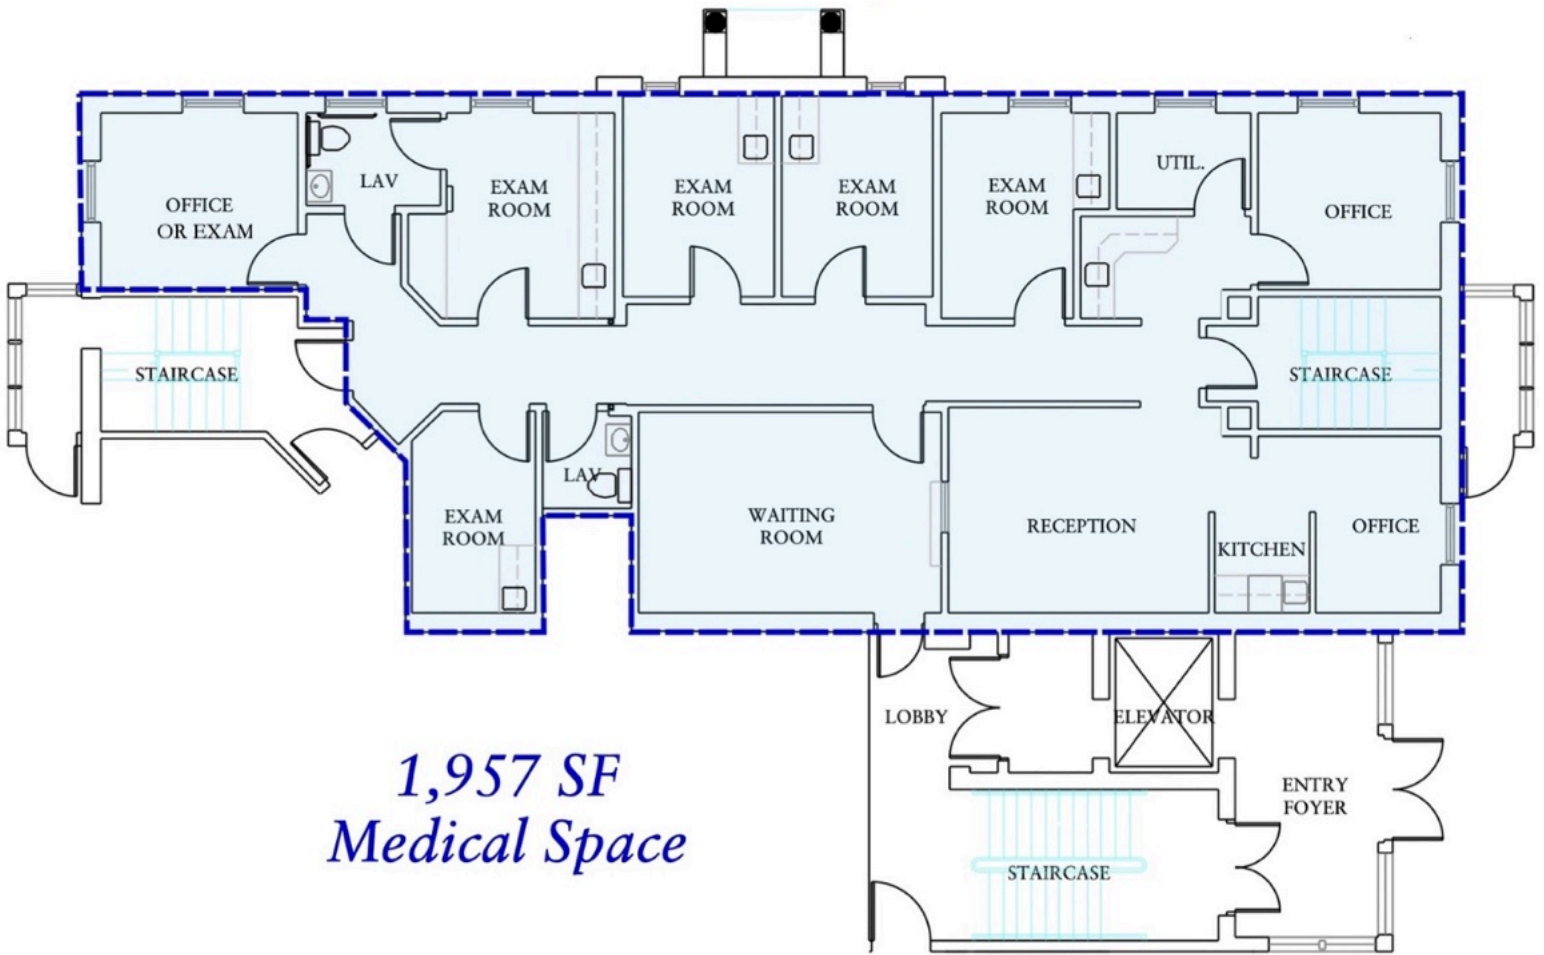 OFFICE
OR EXAM
LAV
EXAM
ROOM
EXAM
ROOM
EXAM
ROOM
EXAM
ROOM
UTIL.
OFFICE
STAIRCASE
STAIRCASE
EXAM
ROOM
LAV
WAITING
ROOM
RECEPTION
KITCHEN
OFFICE
LOBBY
ELEVATOR
ENTRY
FOYER
STAIRCASE
1,957 SF
Medical Space